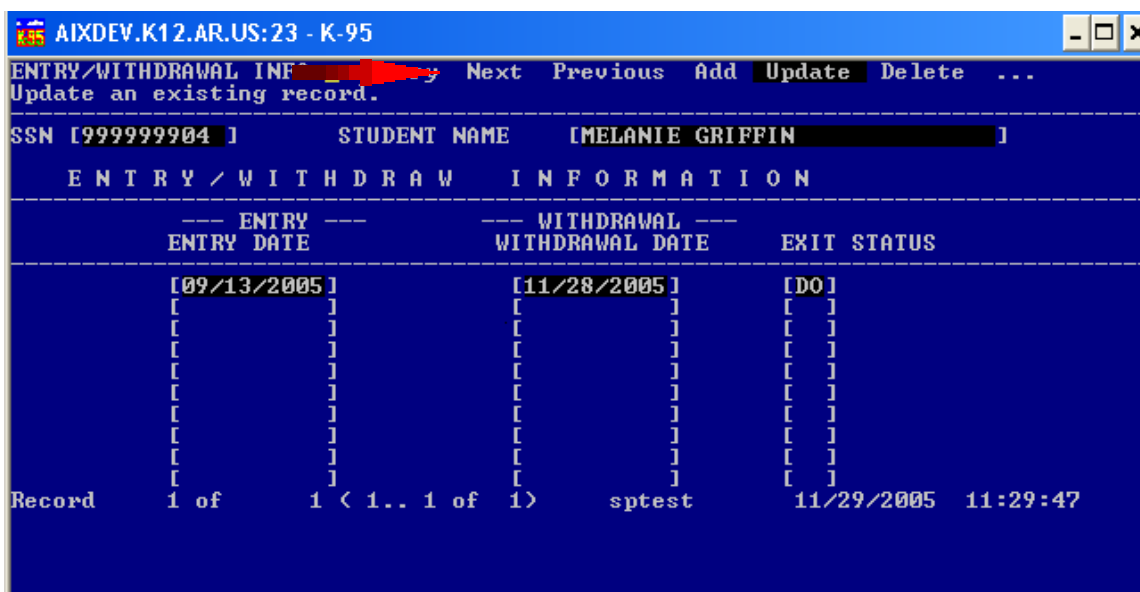 AIXDEV.K12.AR.US:23 - K-95
ENTRY/WITHDRAWAL Next Previous Add Update Delete ...
Update an existing record.
SSN [999999904 ] STUDENT NAME [MELANIE GRIFFIN ]
E N T R Y / W I T H D R A W I N F O R M A T I O N
--- ENTRY --- --- WITHDRAWAL ---
ENTRY DATE WITHDRAWAL DATE EXIT STATUS
[09/13/2005] [11/28/2005] [DO]
[ ] [ ] [ ]
[ ] [ ] [ ]
[ ] [ ] [ ]
[ ] [ ] [ ]
[ ] [ ] [ ]
[ ] [ ] [ ]
[ ] [ ] [ ]
[ ] [ ] [ ]
[ ] [ ] [ ]
Record 1 of 1 ( 1.. 1 of 1) sptest 11/29/2005 11:29:47